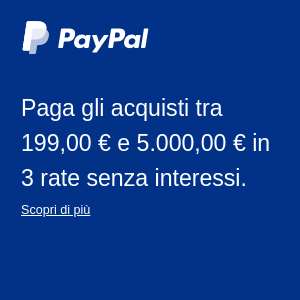 PayPal
Paga gli acquisti tra
199,00 € e 5.000,00 € in
3 rate senza interessi.
Scopri di più